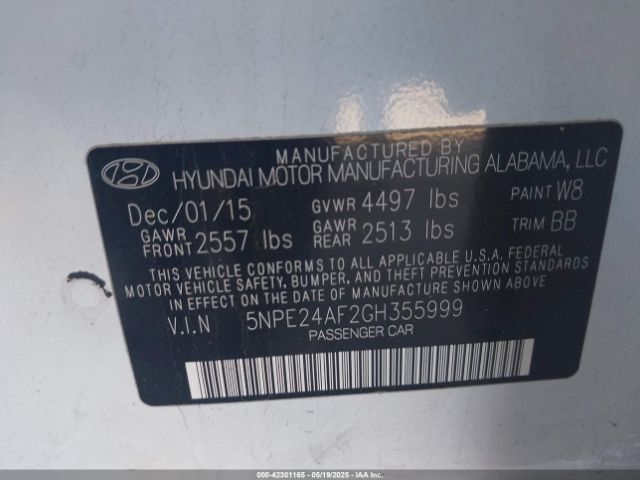 MANUFACTURED BY
HYUNDAI MOTOR MANUFACTURING ALABAMA, LLC
Dec/01/15 GVWR 4497 lbs PAINT W8
GAWR FRONT 2557 lbs GAWR REAR 2513 lbs TRIM BB
THIS VEHICLE CONFORMS TO ALL APPLICABLE U.S.A. FEDERAL
MOTOR VEHICLE SAFETY, BUMPER, AND THEFT PREVENTION STANDARDS
IN EFFECT ON THE DATE OF MANUFACTURE SHOWN ABOVE
V.I.N 5NPE24AF2GH355999
PASSENGER CAR
000-42301165 - 05/19/2025 - IAAI.COM